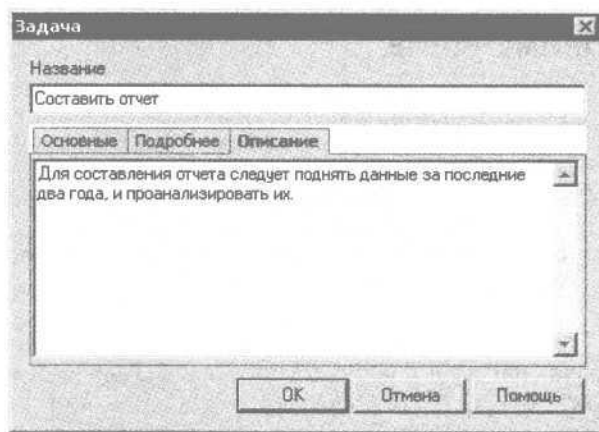 Задача
Название
Составить отчет
Основные Подробнее Описание
Для составления отчета следует поднять данные за последние
два года, и проанализировать их.
OK Отмена Помощь